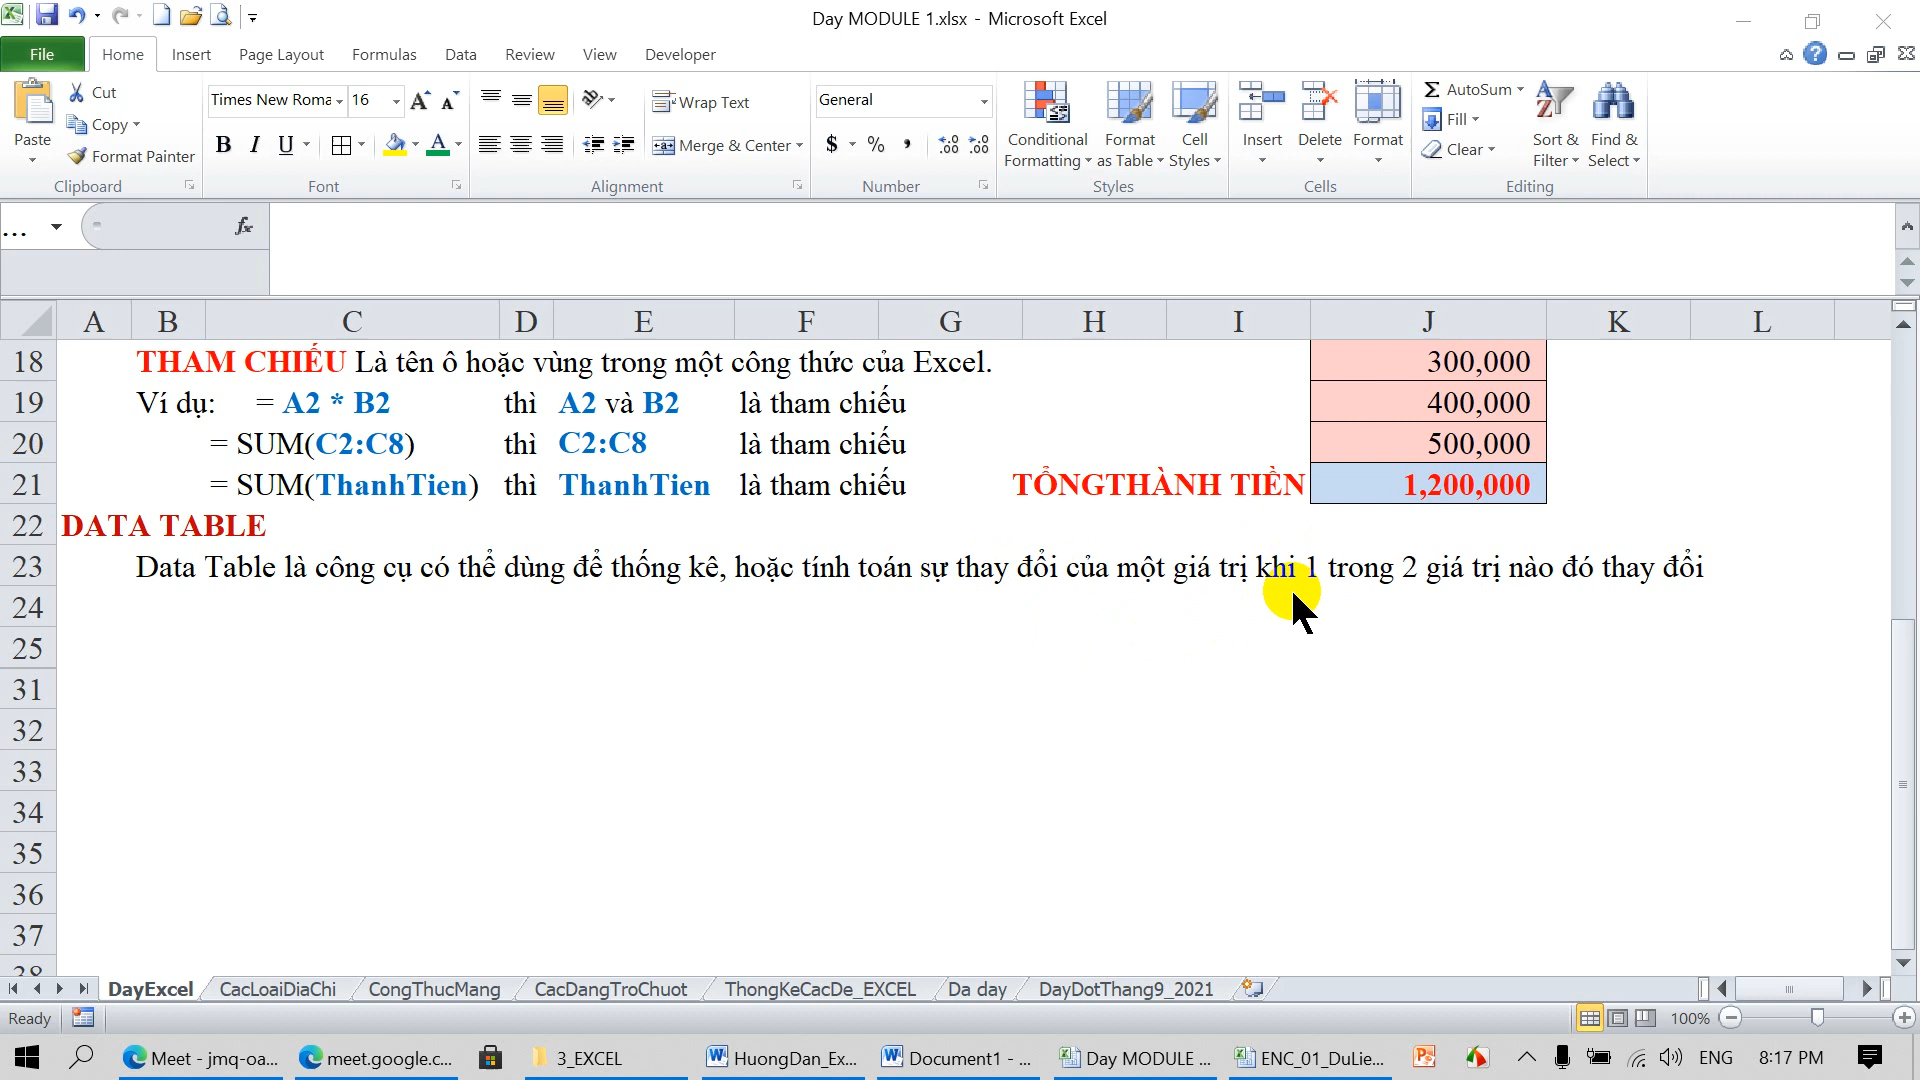 Day MODULE 1.xlsx - Microsoft Excel
File Home Insert Page Layout Formulas Data Review View Developer
Paste
Cut
Copy
Format Painter
Clipboard
Times New Roma 16
B I U
Font
Wrap Text
Merge & Center
Alignment
General
$ % ,
Number
Conditional Formatting
Format as Table
Cell Styles
Styles
Insert Delete Format
Cells
AutoSum
Fill
Clear
Sort & Filter
Find & Select
Editing
... fx
A B C D E F G H I J K L
18 THAM CHIẾU Là tên ô hoặc vùng trong một công thức của Excel. 300,000
19 Ví dụ: = A2 * B2 thì A2 và B2 là tham chiếu 400,000
20 = SUM(C2:C8) thì C2:C8 là tham chiếu 500,000
21 = SUM(ThanhTien) thì ThanhTien là tham chiếu TỔNGTHÀNH TIỀN 1,200,000
22 DATA TABLE
23 Data Table là công cụ có thể dùng để thống kê, hoặc tính toán sự thay đổi của một giá trị khi 1 trong 2 giá trị nào đó thay đổi
24
25
31
32
33
34
35
36
37
38
DayExcel CacLoaiDiaChi CongThucMang CacDangTroChuot ThongKeCacDe_EXCEL Da day DayDotThang9_2021
Ready 100%
Meet - jmq-oa... meet.google.c... 3_EXCEL HuongDan_Ex... Document1 - ... Day MODULE ... ENC_01_DuLie... ENG 8:17 PM